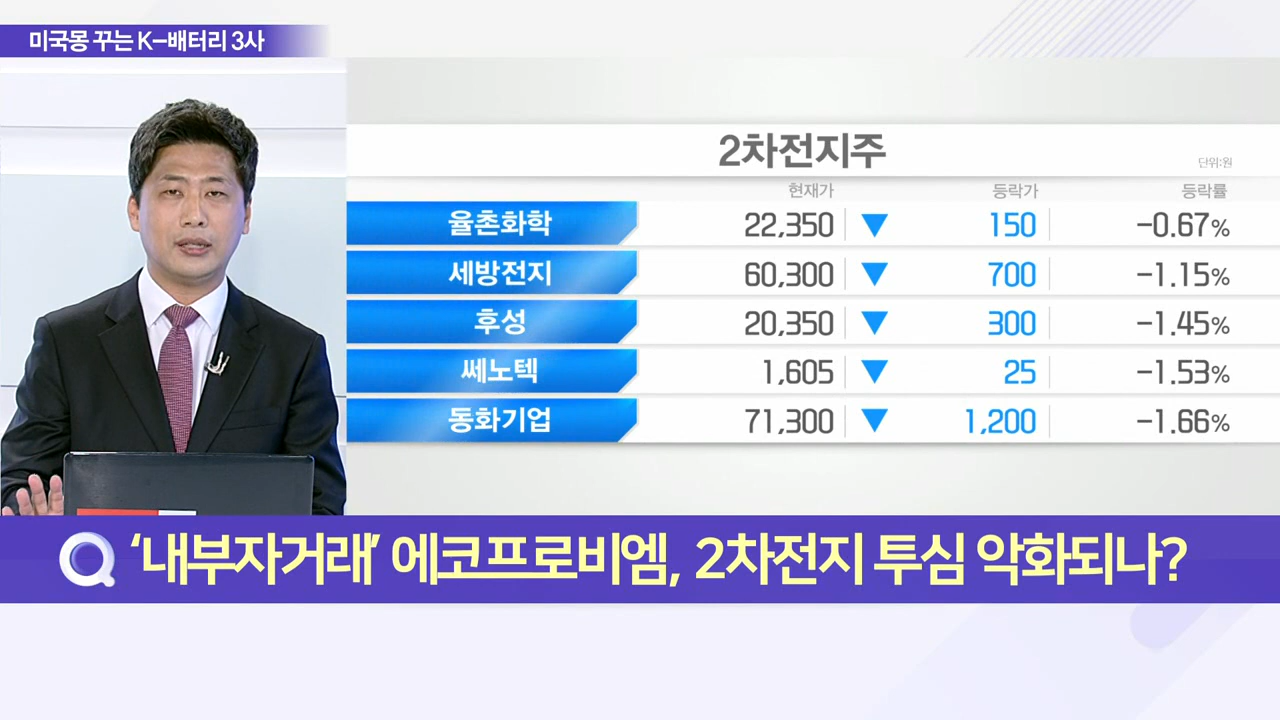 미국몽 꾸는 K-배터리 3사
2차전지주
단위:원
현재가 등락가 등락률
율촌화학 22,350 ▼ 150 -0.67%
세방전지 60,300 ▼ 700 -1.15%
후성 20,350 ▼ 300 -1.45%
쎄노텍 1,605 ▼ 25 -1.53%
동화기업 71,300 ▼ 1,200 -1.66%
Q ‘내부자거래’ 에코프로비엠, 2차전지 투심 악화되나?